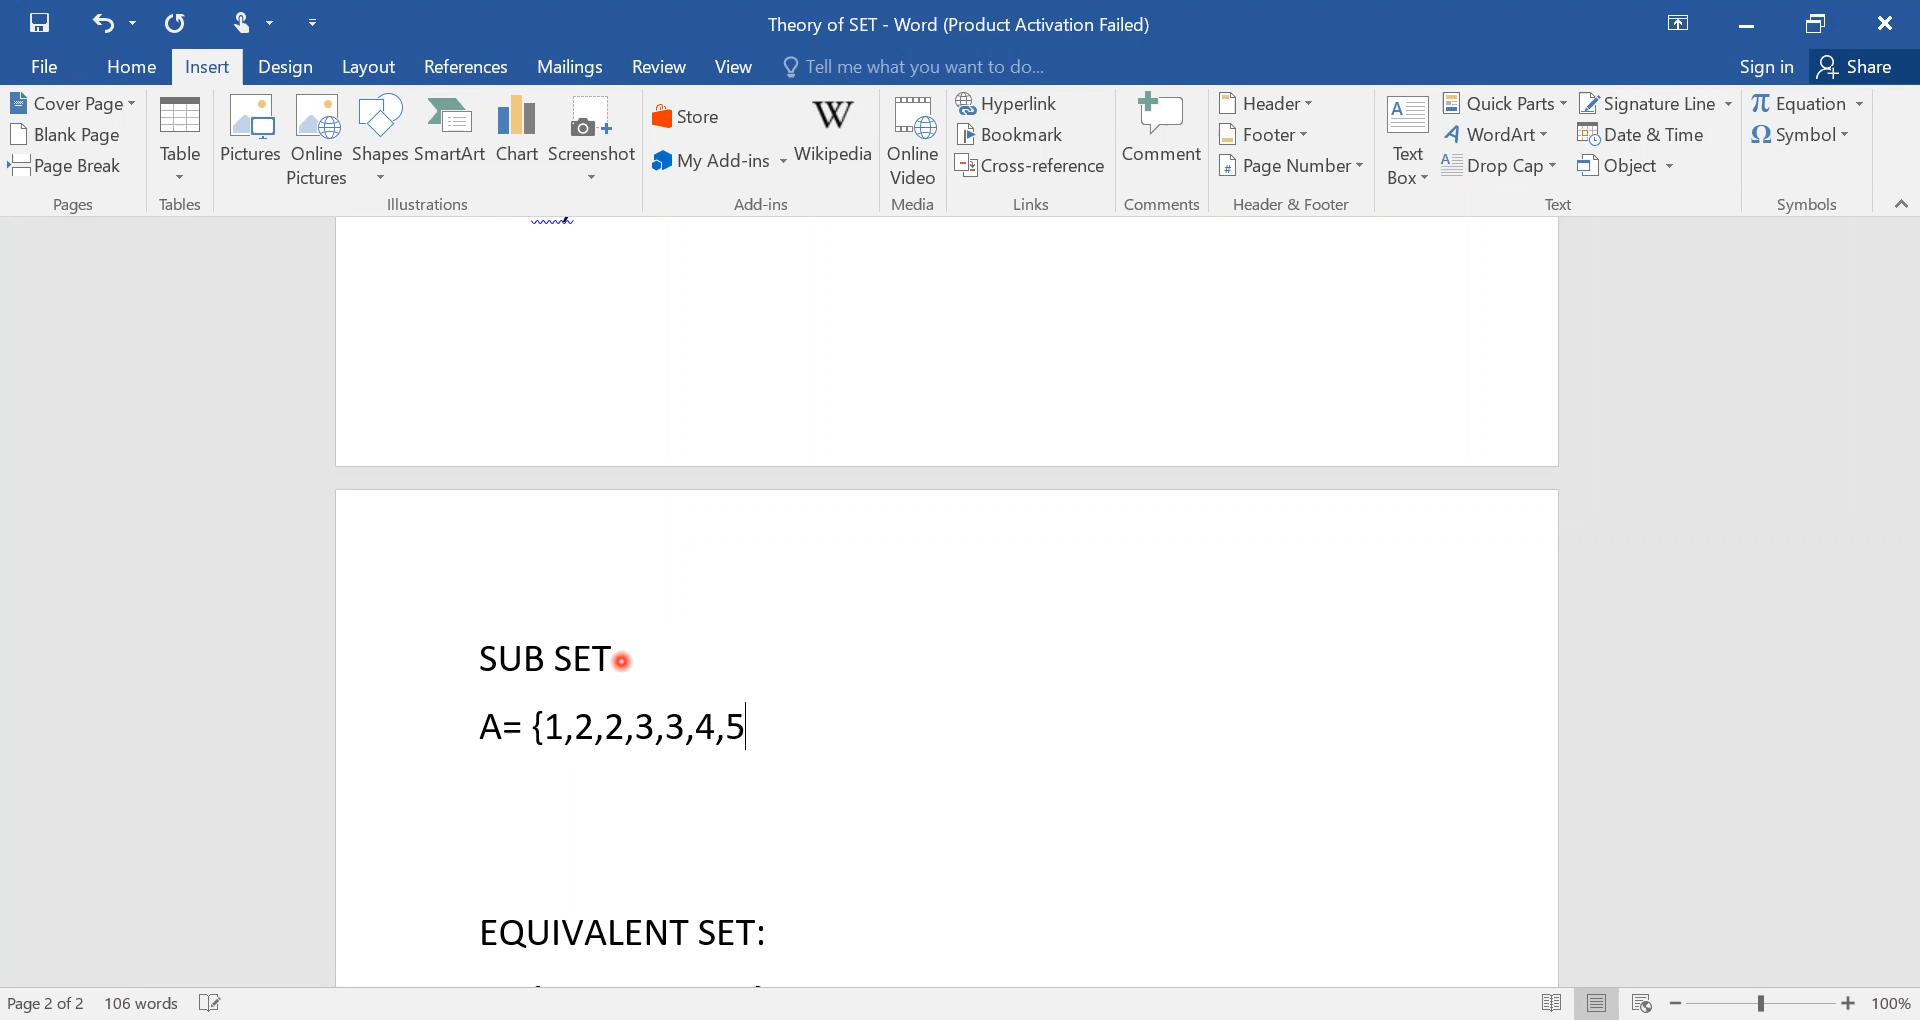 Theory of SET - Word (Product Activation Failed)
File Home Insert Design Layout References Mailings Review View Tell me what you want to do... Sign in Share
Cover Page
Blank Page
Page Break
Pages
Table
Tables
Pictures
Online Pictures
Shapes
SmartArt
Chart
Screenshot
Illustrations
Store
My Add-ins
Wikipedia
Add-ins
Online Video
Media
Hyperlink
Bookmark
Cross-reference
Links
Comment
Comments
Header
Footer
Page Number
Header & Footer
Text Box
Quick Parts
WordArt
Drop Cap
Signature Line
Date & Time
Object
Text
Equation
Symbol
Symbols
SUB SET
A= {1,2,2,3,3,4,5
EQUIVALENT SET:
Page 2 of 2 106 words 100%